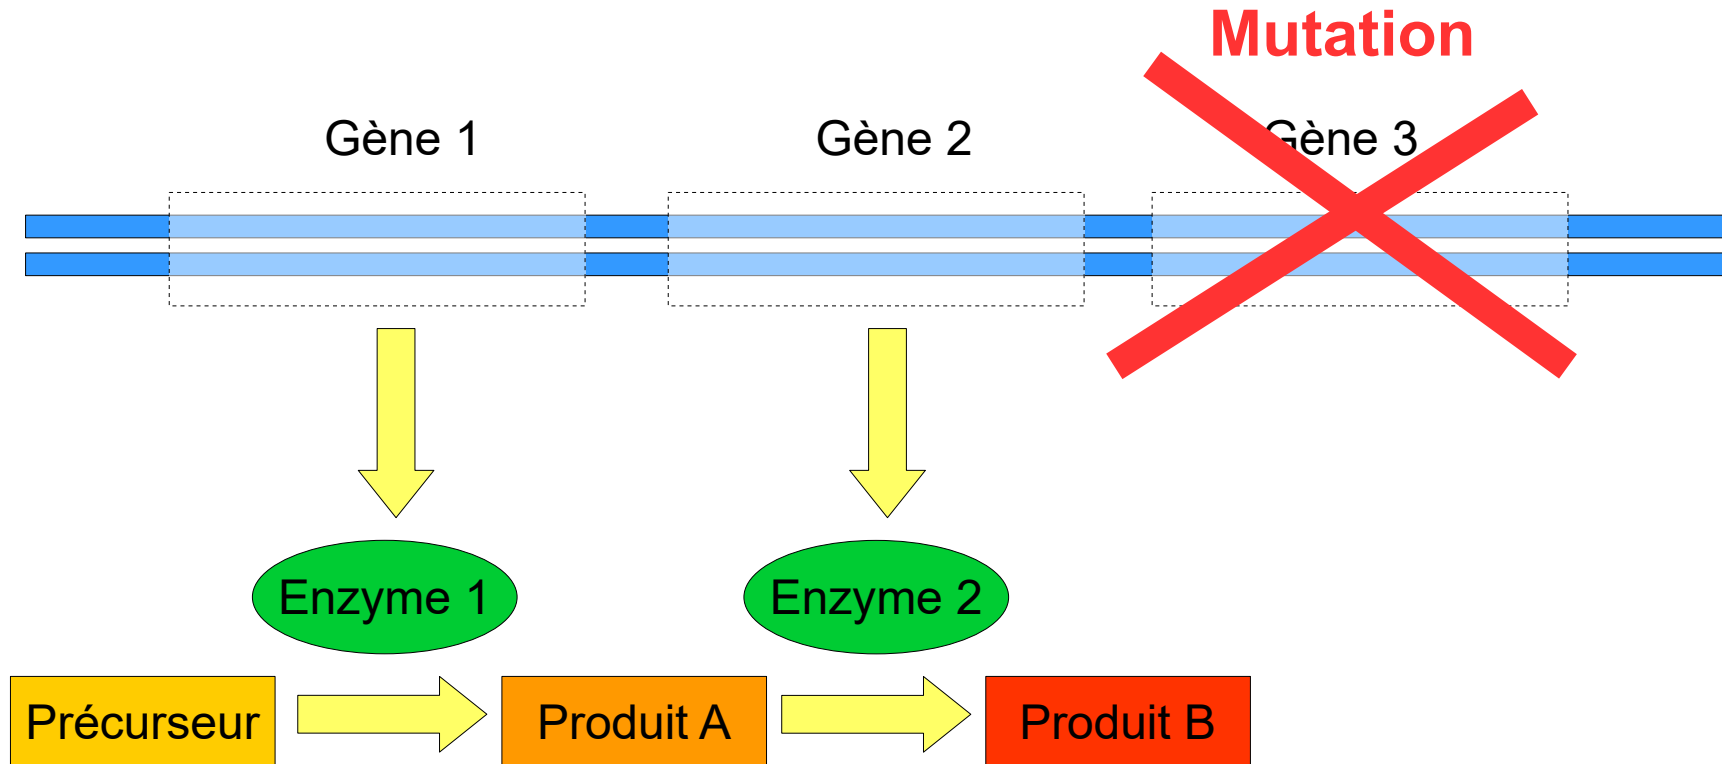 Mutation
Gène 1 Gène 2 Gène 3
Enzyme 1 Enzyme 2
Précurseur Produit A Produit B